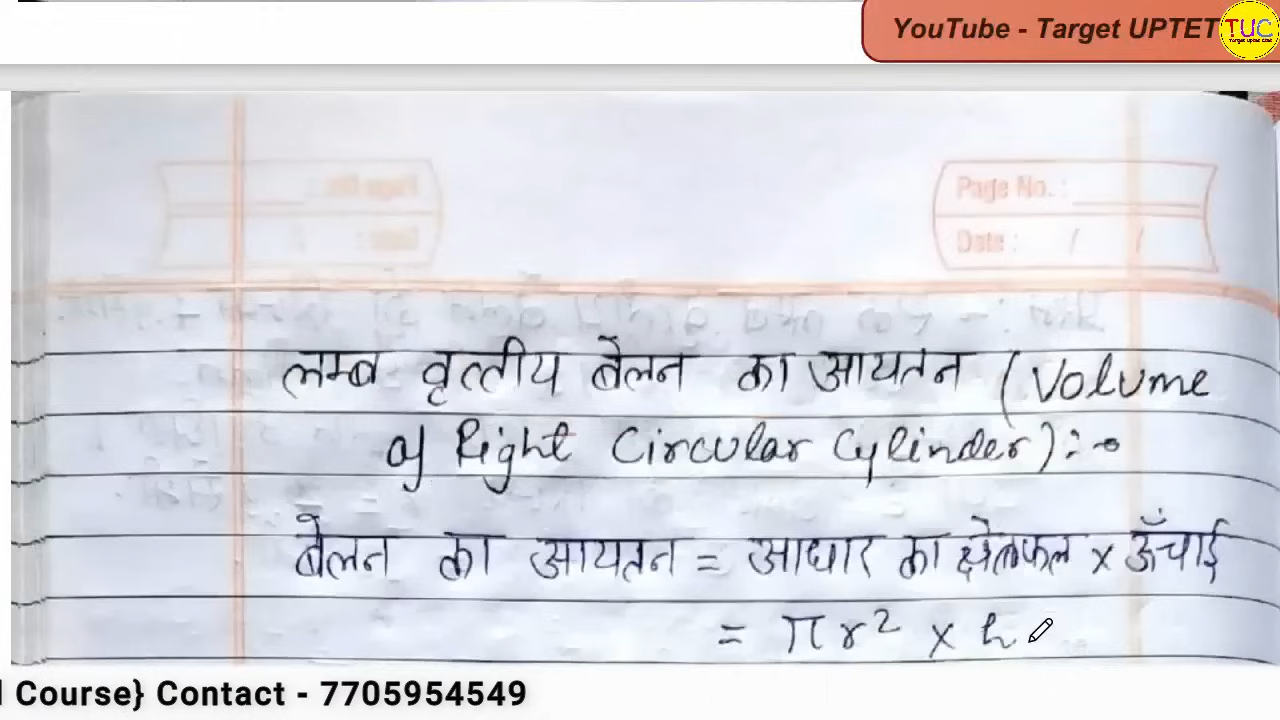 YouTube - Target UPTET
TUC
Page No. :
Date : / /
लम्ब वृत्तीय बेलन का आयतन (Volume
of Right Circular Cylinder):-
बेलन का आयतन = आधार का क्षेत्रफल × ऊँचाई
= πr² × h
Course} Contact - 7705954549